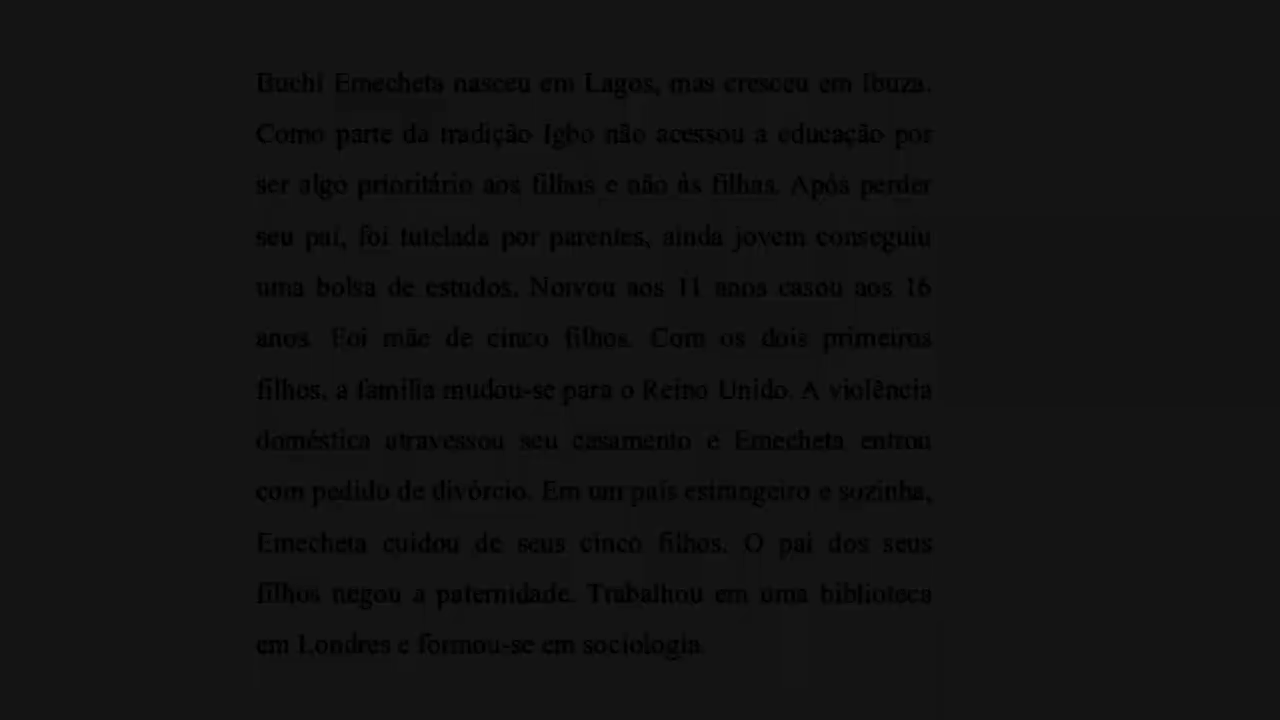 Buchi Emecheta nasceu em Lagos, mas cresceu em Ibuza.
Como parte da tradição Igbo não acessou a educação por
ser algo prioritário aos filhos e não às filhas. Após perder
seu pai, foi tutelada por parentes, ainda jovem conseguiu
uma bolsa de estudos. Noivou aos 11 anos casou aos 16
anos. Foi mãe de cinco filhos. Com os dois primeiros
filhos, a família mudou-se para o Reino Unido. A violência
doméstica atravessou seu casamento e Emecheta entrou
com pedido de divórcio. Em um país estrangeiro e sozinha,
Emecheta cuidou de seus cinco filhos. O pai dos seus
filhos negou a paternidade. Trabalhou em uma biblioteca
em Londres e formou-se em sociologia.